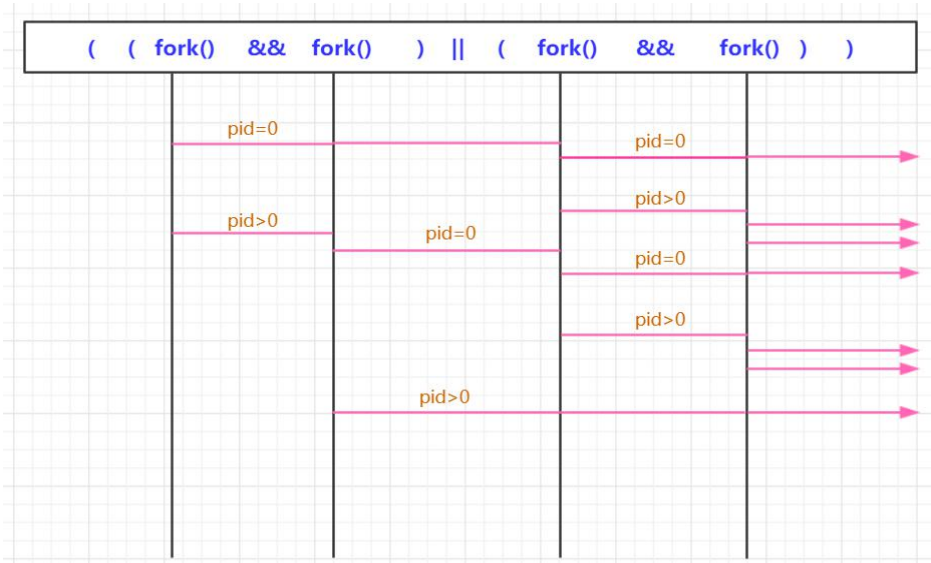 ( ( fork() && fork() ) || ( fork() && fork() ) )
pid=0
pid=0
pid>0
pid>0
pid=0
pid=0
pid>0
pid>0